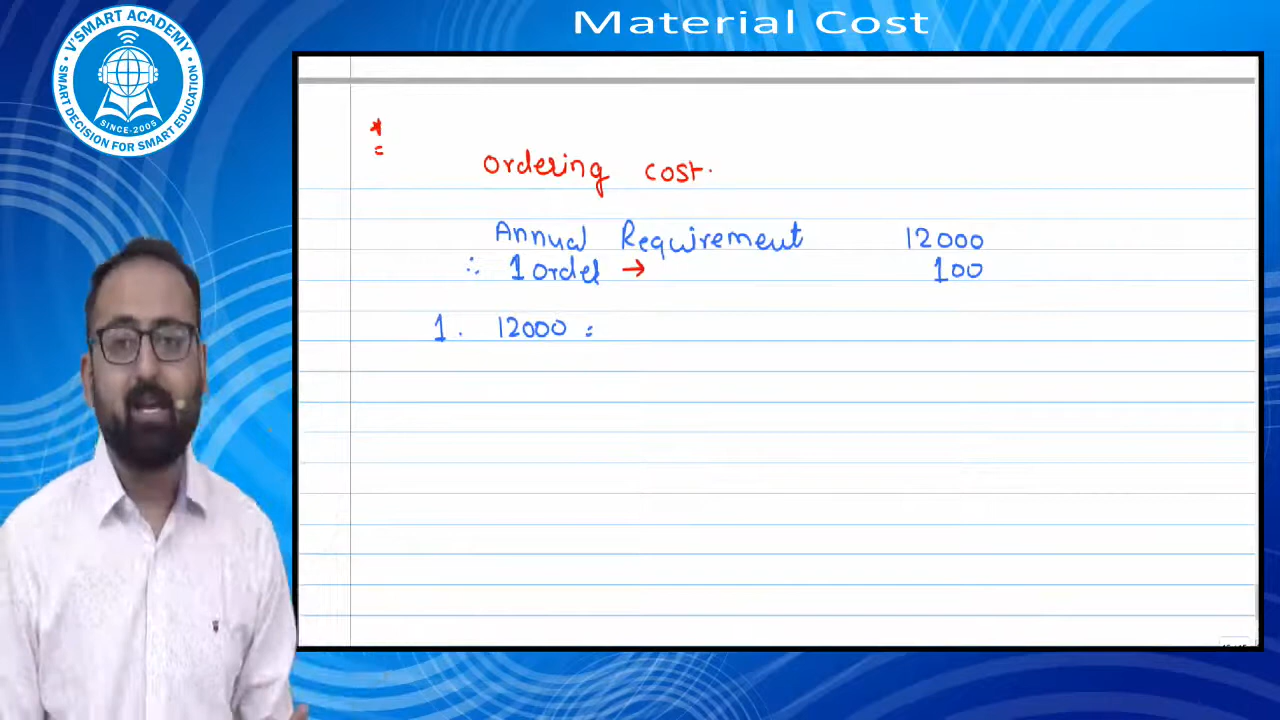 Material Cost
V'SMART ACADEMY
SMART DECISION FOR SMART EDUCATION
SINCE-2005
*
ordering cost.
Annual Requirement 12000
∴ 1 order → 100
1. 12000 =